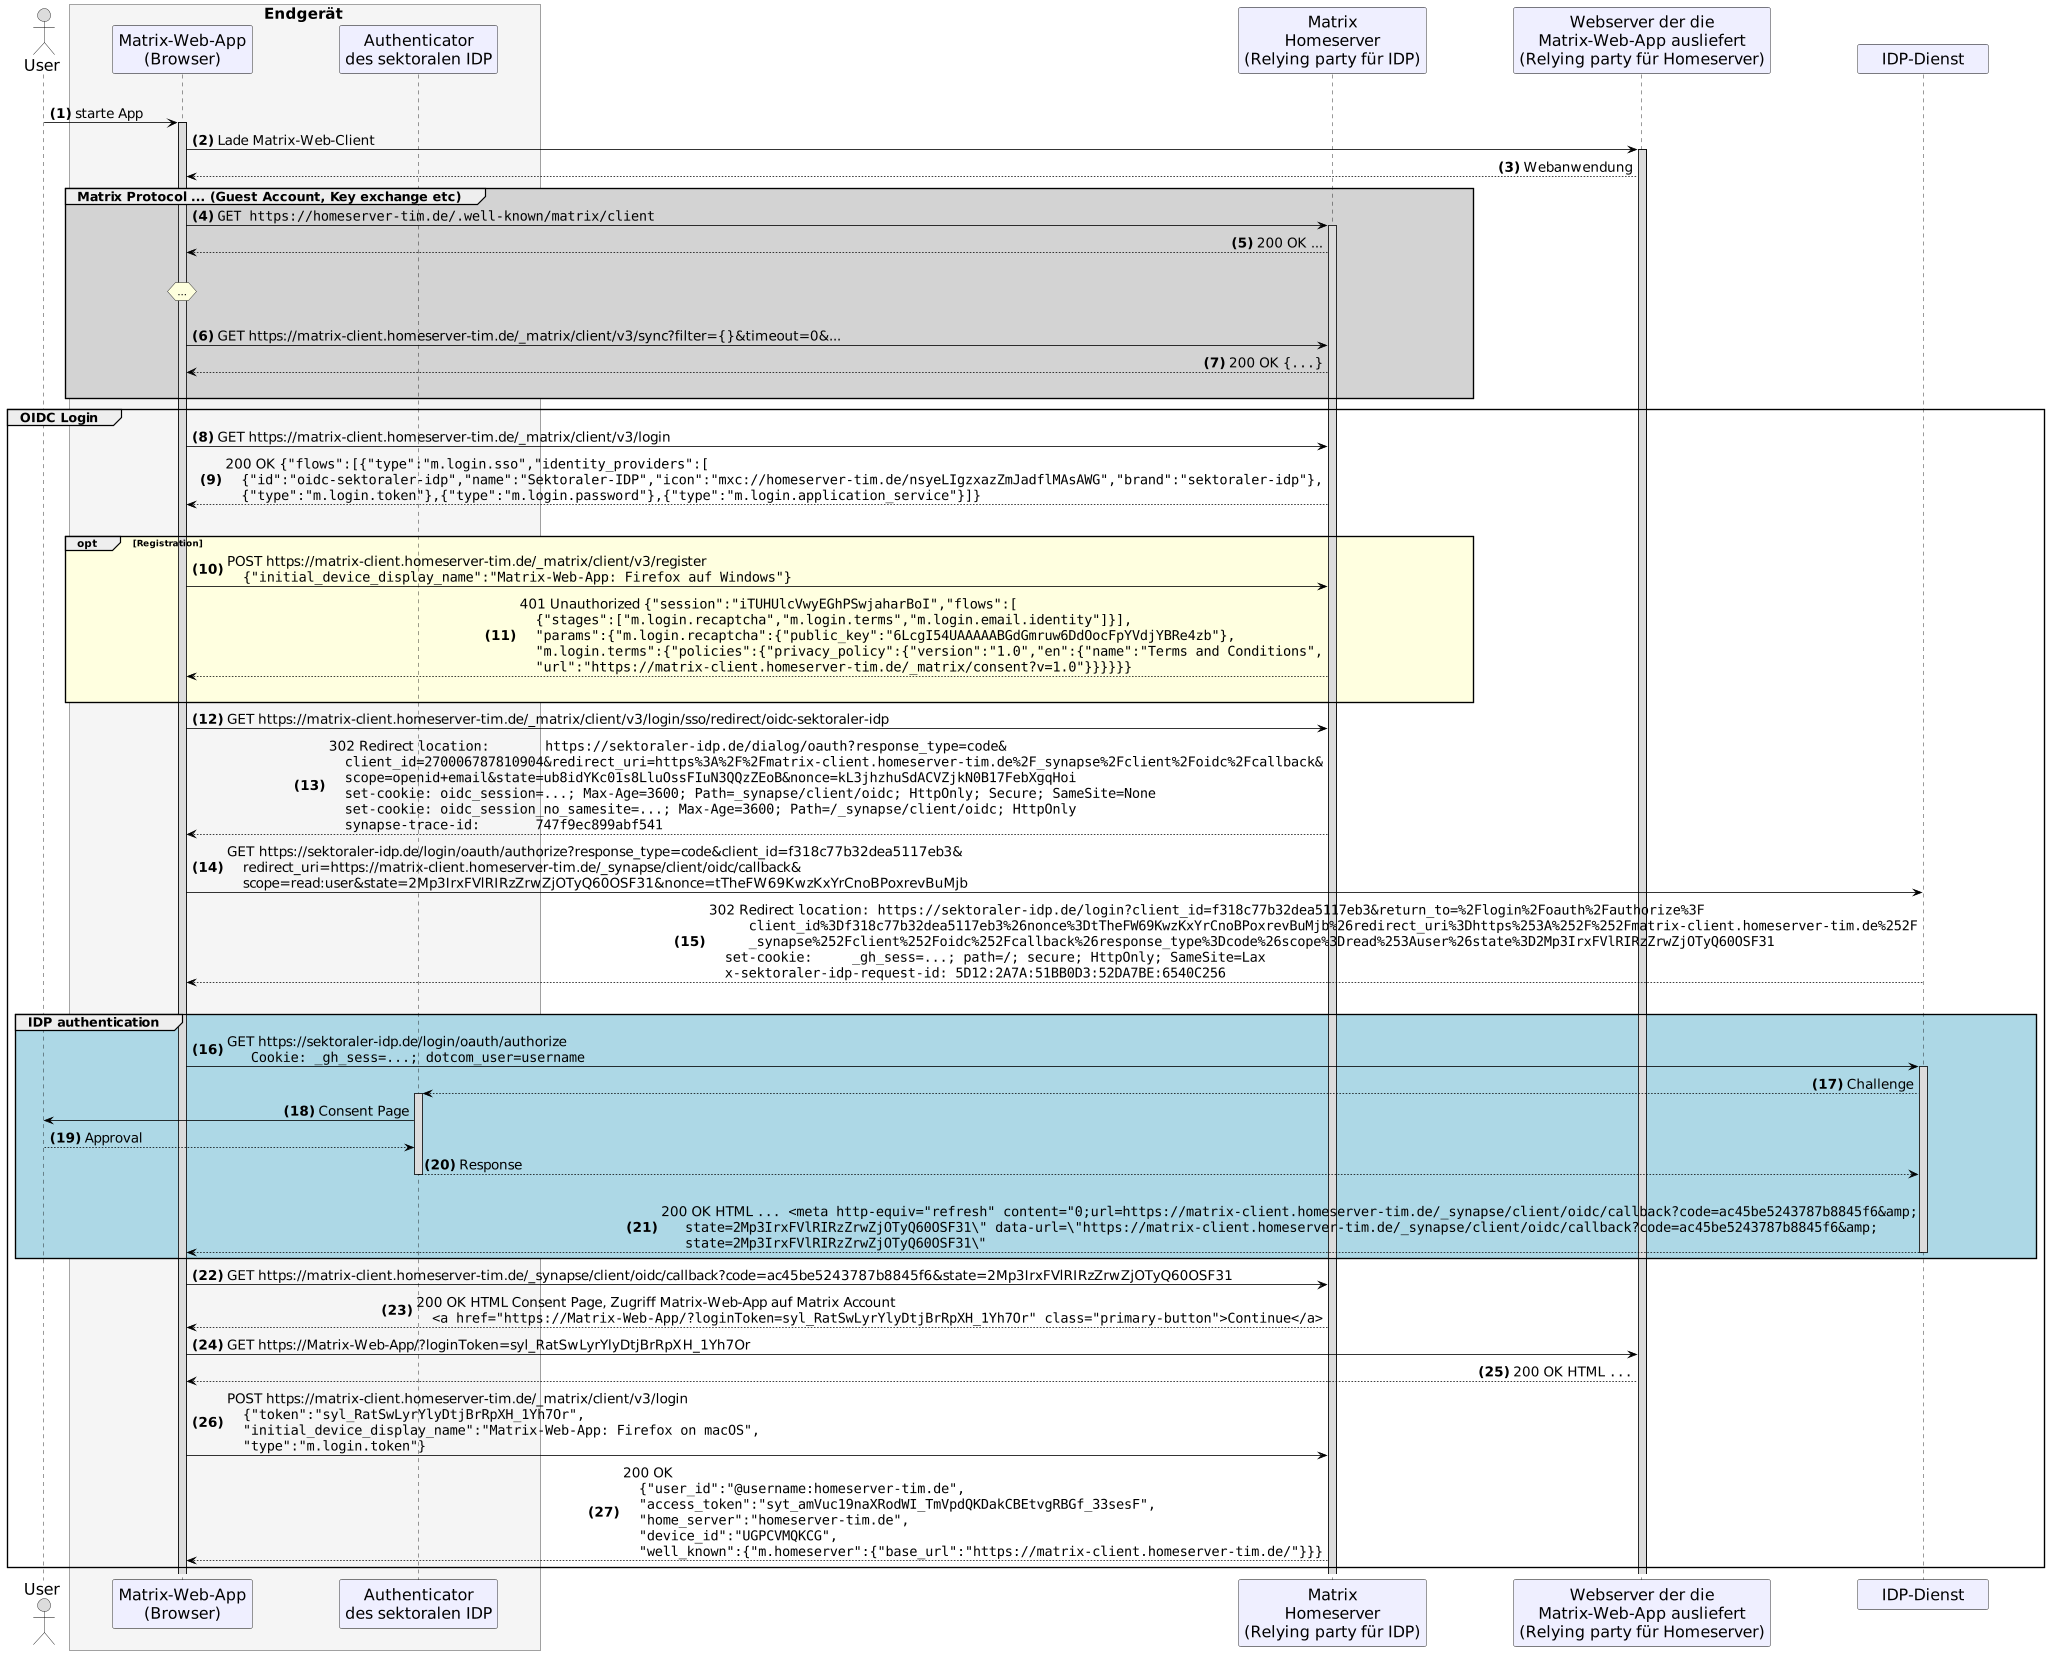 Endgerät
User
Matrix-Web-App
(Browser)
Authenticator
des sektoralen IDP
Matrix
Homeserver
(Relying party für IDP)
Webserver der die
Matrix-Web-App ausliefert
(Relying party für Homeserver)
IDP-Dienst
(1) starte App
(2) Lade Matrix-Web-Client
(3) Webanwendung
Matrix Protocol ... (Guest Account, Key exchange etc)
(4) GET https://homeserver-tim.de/.well-known/matrix/client
(5) 200 OK ...
...
(6) GET https://matrix-client.homeserver-tim.de/_matrix/client/v3/sync?filter={}&timeout=0&...
(7) 200 OK {...}
OIDC Login
(8) GET https://matrix-client.homeserver-tim.de/_matrix/client/v3/login
200 OK {"flows":[{"type":"m.login.sso","identity_providers":[
(9) {"id":"oidc-sektoraler-idp","name":"Sektoraler-IDP","icon":"mxc://homeserver-tim.de/nsyeLIgzxazZmJadflMAsAWG","brand":"sektoraler-idp"},
{"type":"m.login.token"},{"type":"m.login.password"},{"type":"m.login.application_service"}]}
opt [Registration]
POST https://matrix-client.homeserver-tim.de/_matrix/client/v3/register
(10) {"initial_device_display_name":"Matrix-Web-App: Firefox auf Windows"}
401 Unauthorized {"session":"iTUHUlcVwyEGhPSwjaharBoI","flows":[
{"stages":["m.login.recaptcha","m.login.terms","m.login.email.identity"]}],
(11) "params":{"m.login.recaptcha":{"public_key":"6LcgI54UAAAAABGdGmruw6DdOocFpYVdjYBRe4zb"},
"m.login.terms":{"policies":{"privacy_policy":{"version":"1.0","en":{"name":"Terms and Conditions",
"url":"https://matrix-client.homeserver-tim.de/_matrix/consent?v=1.0"}}}}}}
(12) GET https://matrix-client.homeserver-tim.de/_matrix/client/v3/login/sso/redirect/oidc-sektoraler-idp
302 Redirect location: https://sektoraler-idp.de/dialog/oauth?response_type=code&
client_id=270006787810904&redirect_uri=https%3A%2F%2Fmatrix-client.homeserver-tim.de%2F_synapse%2Fclient%2Foidc%2Fcallback&
scope=openid+email&state=ub8idYKc01s8LluOssFIuN3QQzZEoB&nonce=kL3jhzhuSdACVZjkN0B17FebXgqHoi
(13) set-cookie: oidc_session=...; Max-Age=3600; Path=_synapse/client/oidc; HttpOnly; Secure; SameSite=None
set-cookie: oidc_session_no_samesite=...; Max-Age=3600; Path=/_synapse/client/oidc; HttpOnly
synapse-trace-id: 747f9ec899abf541
GET https://sektoraler-idp.de/login/oauth/authorize?response_type=code&client_id=f318c77b32dea5117eb3&
(14) redirect_uri=https://matrix-client.homeserver-tim.de/_synapse/client/oidc/callback&
scope=read:user&state=2Mp3IrxFVlRIRzZrwZjOTyQ60OSF31&nonce=tTheFW69KwzKxYrCnoBPoxrevBuMjb
302 Redirect location: https://sektoraler-idp.de/login?client_id=f318c77b32dea5117eb3&return_to=%2Flogin%2Foauth%2Fauthorize%3F
client_id%3Df318c77b32dea5117eb3%26nonce%3DtTheFW69KwzKxYrCnoBPoxrevBuMjb%26redirect_uri%3Dhttps%253A%252F%252Fmatrix-client.homeserver-tim.de%252F
(15) _synapse%252Fclient%252Foidc%252Fcallback%26response_type%3Dcode%26scope%3Dread%253Auser%26state%3D2Mp3IrxFVlRIRzZrwZjOTyQ60OSF31
set-cookie: _gh_sess=...; path=/; secure; HttpOnly; SameSite=Lax
x-sektoraler-idp-request-id: 5D12:2A7A:51BB0D3:52DA7BE:6540C256
IDP authentication
GET https://sektoraler-idp.de/login/oauth/authorize
(16) Cookie: _gh_sess=...; dotcom_user=username
(17) Challenge
(18) Consent Page
(19) Approval
(20) Response
200 OK HTML ... <meta http-equiv="refresh" content="0;url=https://matrix-client.homeserver-tim.de/_synapse/client/oidc/callback?code=ac45be5243787b8845f6&amp;
(21) state=2Mp3IrxFVlRIRzZrwZjOTyQ60OSF31\" data-url=\"https://matrix-client.homeserver-tim.de/_synapse/client/oidc/callback?code=ac45be5243787b8845f6&amp;
state=2Mp3IrxFVlRIRzZrwZjOTyQ60OSF31\"
(22) GET https://matrix-client.homeserver-tim.de/_synapse/client/oidc/callback?code=ac45be5243787b8845f6&state=2Mp3IrxFVlRIRzZrwZjOTyQ60OSF31
200 OK HTML Consent Page, Zugriff Matrix-Web-App auf Matrix Account
(23) <a href="https://Matrix-Web-App/?loginToken=syl_RatSwLyrYlyDtjBrRpXH_1Yh7Or" class="primary-button">Continue</a>
(24) GET https://Matrix-Web-App/?loginToken=syl_RatSwLyrYlyDtjBrRpXH_1Yh7Or
(25) 200 OK HTML ...
POST https://matrix-client.homeserver-tim.de/_matrix/client/v3/login
(26) {"token":"syl_RatSwLyrYlyDtjBrRpXH_1Yh7Or",
"initial_device_display_name":"Matrix-Web-App: Firefox on macOS",
"type":"m.login.token"}
200 OK
{"user_id":"@username:homeserver-tim.de",
"access_token":"syt_amVuc19naXRodWI_TmVpdQKDakCBEtvgRBGf_33sesF",
(27) "home_server":"homeserver-tim.de",
"device_id":"UGPCVMQKCG",
"well_known":{"m.homeserver":{"base_url":"https://matrix-client.homeserver-tim.de/"}}}
User
Matrix-Web-App
(Browser)
Authenticator
des sektoralen IDP
Matrix
Homeserver
(Relying party für IDP)
Webserver der die
Matrix-Web-App ausliefert
(Relying party für Homeserver)
IDP-Dienst